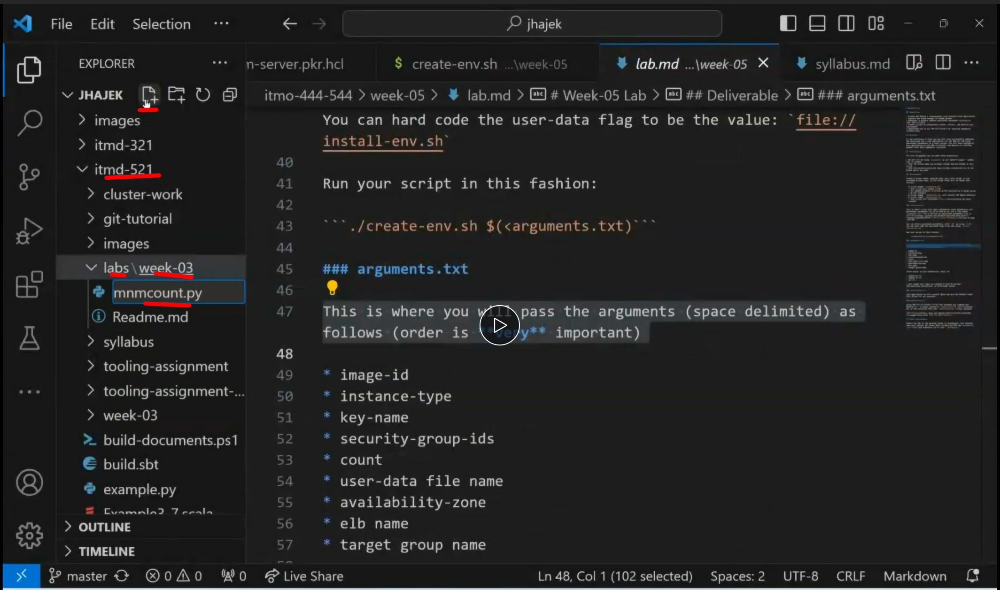 File Edit Selection ··· jhajek
EXPLORER ···
m-server.pkr.hcl
$ create-env.sh ...\week-05
lab.md ...\week-05
syllabus.md ···
JHAJEK
itmo-444-544 > week-05 > lab.md > # Week-05 Lab > ## Deliverable > ### arguments.txt
images
itmd-321
itmd-521
cluster-work
git-tutorial
images
labs\week-03
mnmcount.py
Readme.md
syllabus
tooling-assignment
tooling-assignment-...
week-03
build-documents.ps1
build.sbt
example.py
Example3_7.scala
OUTLINE
TIMELINE
You can hard code the user-data flag to be the value: `file://
install-env.sh`
40
41 Run your script in this fashion:
42
43 ```./create-env.sh $(<arguments.txt)```
44
45 ### arguments.txt
46
47 This is where you will pass the arguments (space delimited) as
follows (order is **very** important)
48
49 * image-id
50 * instance-type
51 * key-name
52 * security-group-ids
53 * count
54 * user-data file name
55 * availability-zone
56 * elb name
57 * target group name
master 0 0 0 Live Share Ln 48, Col 1 (102 selected) Spaces: 2 UTF-8 CRLF Markdown